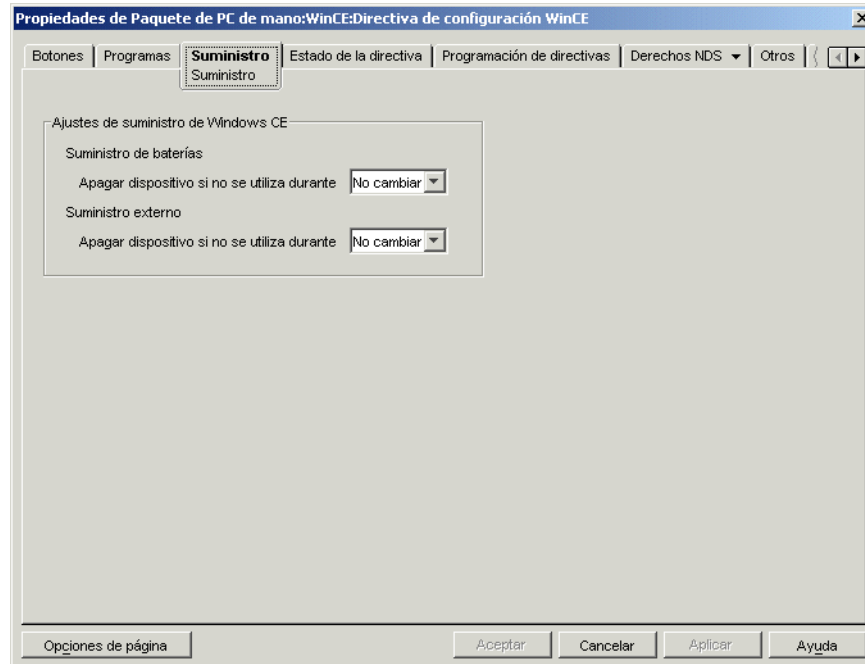 Propiedades de Paquete de PC de mano:WinCE:Directiva de configuración WinCE
Botones Programas Suministro Estado de la directiva Programación de directivas Derechos NDS Otros
Suministro
Ajustes de suministro de Windows CE
Suministro de baterías
Apagar dispositivo si no se utiliza durante No cambiar
Suministro externo
Apagar dispositivo si no se utiliza durante No cambiar
Opciones de página Aceptar Cancelar Aplicar Ayuda